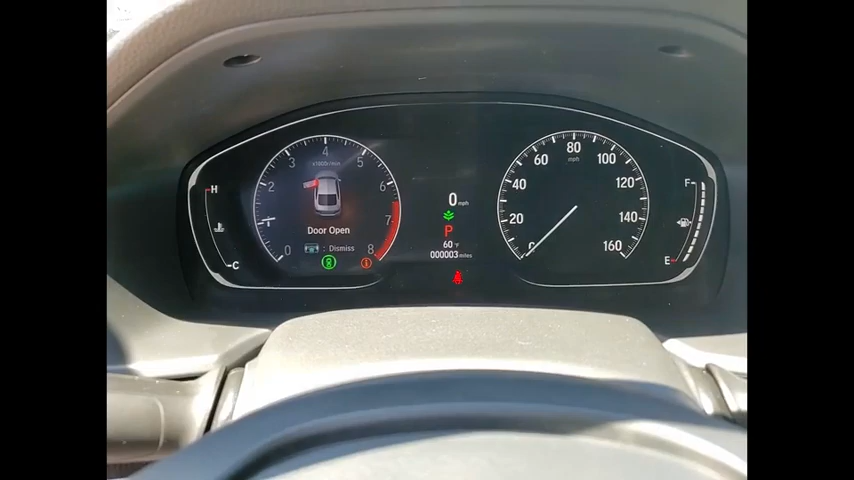 H
C
4
3
5
x1000r/min
2
6
1
7
Door Open
: Dismiss
0
8
0 mph
P
60 °F
000003 miles
80
60
100
mph
40
120
20
140
0
160
F
E